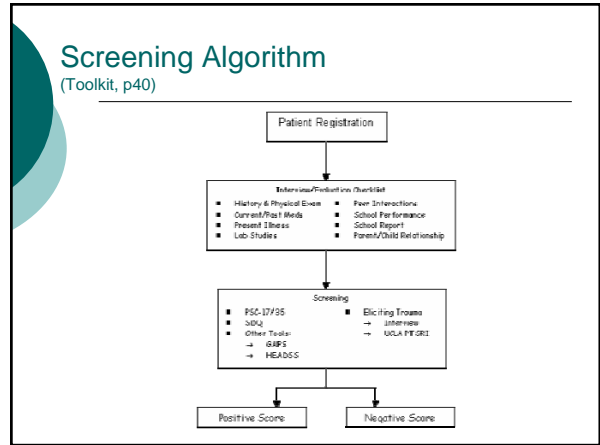 Screening Algorithm
(Toolkit, p40)
Patient Registration
Interview/Evaluation Checklist
▪ History & Physical Exam
▪ Current/Past Meds
▪ Present Illness
▪ Lab Studies
▪ Peer Interactions
▪ School Performance
▪ School Report
▪ Parent/Child Relationship
Screening
▪ PSC-17/35
▪ SDQ
▪ Other Tools:
→ GAPS
→ HEADSS
▪ Eliciting Trauma
→ Interview
→ UCLA PTSRI
Positive Score
Negative Score